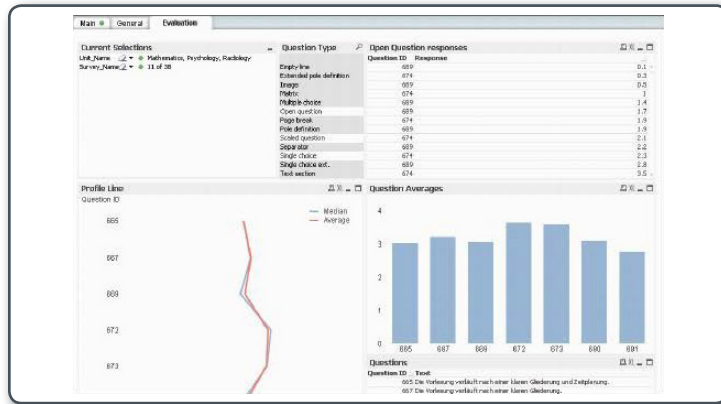 Main General Evaluation
Current Selections
Unit_Name Mathematics, Psychology, Radiology
Survey_Name 11 of 38
Question Type
Empty line
Extended pole definition
Image
Matrix
Multiple choice
Open question
Page break
Pole definition
Scaled question
Separator
Single choice
Single choice ext.
Text section
Open Question responses
Question ID Response
669 0.1
674 0.3
669 0.5
674 1
689 1.4
689 1.7
674 1.9
689 1.9
674 2.1
689 2.2
674 2.3
689 2.8
674 3.5
Profile Line
Question ID
Median
Average
665
667
669
672
673
Question Averages
4
3
2
1
0
665 667 669 672 673 680 681
Questions
Question ID Text
665 Die Vorlesung verläuft nach einer klaren Gliederung und Zeitplanung.
667 Die Vorlesung verläuft nach einer klaren Gliederung.